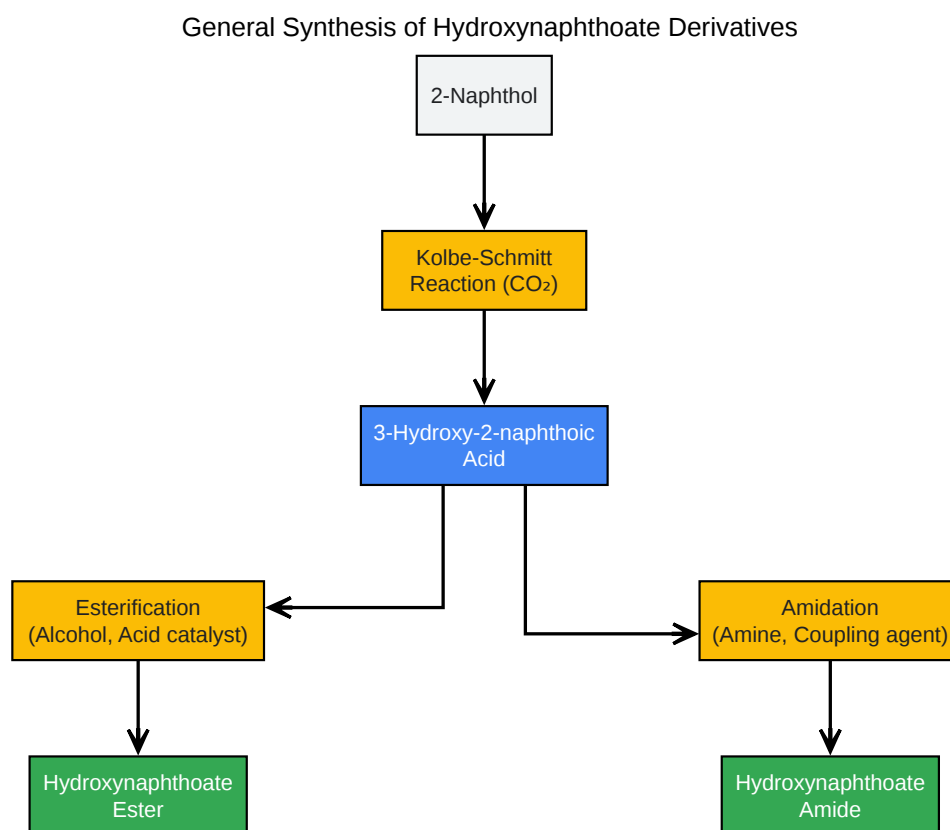 General Synthesis of Hydroxynaphthoate Derivatives
2-Naphthol
Kolbe-Schmitt
Reaction (CO₂)
3-Hydroxy-2-naphthoic
Acid
Esterification
(Alcohol, Acid catalyst)
Amidation
(Amine, Coupling agent)
Hydroxynaphthoate
Ester
Hydroxynaphthoate
Amide